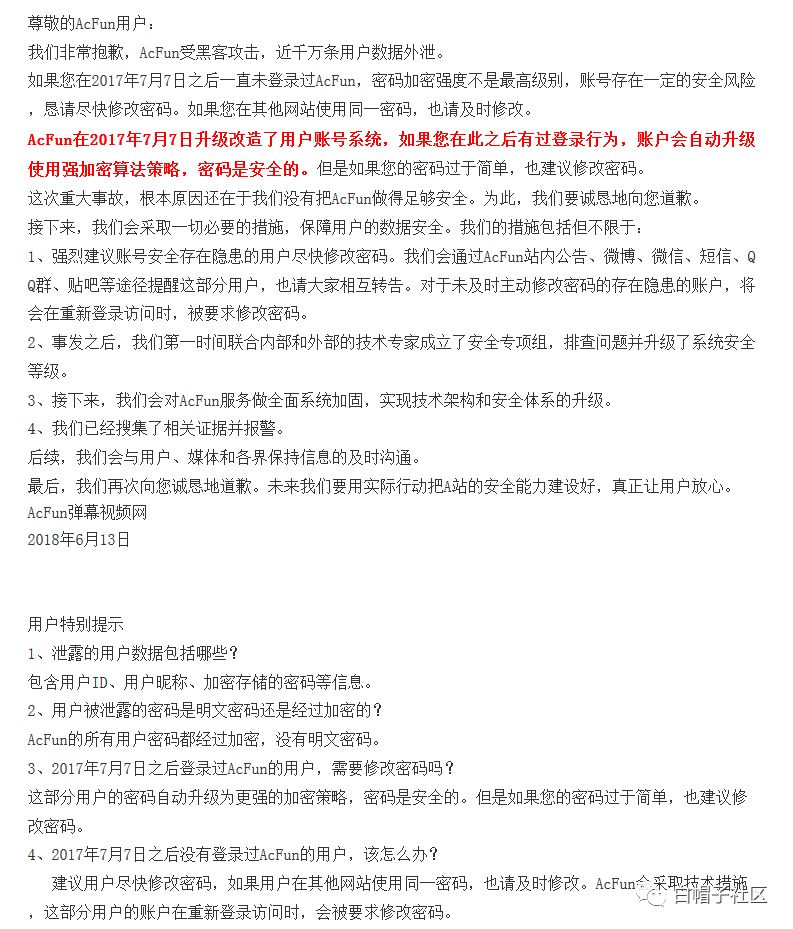 尊敬的AcFun用户：
我们非常抱歉，AcFun受黑客攻击，近千万条用户数据外泄。
如果您在2017年7月7日之后一直未登录过AcFun，密码加密强度不是最高级别，账号存在一定的安全风险
，恳请尽快修改密码。如果您在其他网站使用同一密码，也请及时修改。
AcFun在2017年7月7日升级改造了用户账号系统，如果您在此之后有过登录行为，账户会自动升级
使用强加密算法策略，密码是安全的。但是如果您的密码过于简单，也建议修改密码。
这次重大事故，根本原因还在于我们没有把AcFun做得足够安全。为此，我们要诚恳地向您道歉。
接下来，我们会采取一切必要的措施，保障用户的数据安全。我们的措施包括但不限于：
1、强烈建议账号安全存在隐患的用户尽快修改密码。我们会通过AcFun站内公告、微博、微信、短信、Q
Q群、贴吧等途径提醒这部分用户，也请大家相互转告。对于未及时主动修改密码的存在隐患的账户，将
会在重新登录访问时，被要求修改密码。
2、事发之后，我们第一时间联合内部和外部的技术专家成立了安全专项组，排查问题并升级了系统安全
等级。
3、接下来，我们会对AcFun服务做全面系统加固，实现技术架构和安全体系的升级。
4、我们已经搜集了相关证据并报警。
后续，我们会与用户、媒体和各界保持信息的及时沟通。
最后，我们再次向您诚恳地道歉。未来我们要用实际行动把A站的安全能力建设好，真正让用户放心。
AcFun弹幕视频网
2018年6月13日
用户特别提示
1、泄露的用户数据包括哪些？
包含用户ID、用户昵称、加密存储的密码等信息。
2、用户被泄露的密码是明文密码还是经过加密的？
AcFun的所有用户密码都经过加密，没有明文密码。
3、2017年7月7日之后登录过AcFun的用户，需要修改密码吗？
这部分用户的密码自动升级为更强的加密策略，密码是安全的。但是如果您的密码过于简单，也建议修
改密码。
4、2017年7月7日之后没有登录过AcFun的用户，该怎么办？
建议用户尽快修改密码，如果用户在其他网站使用同一密码，也请及时修改。AcFun会采取技术措施
，这部分用户的账户在重新登录访问时，会被要求修改密码。
白帽子社区